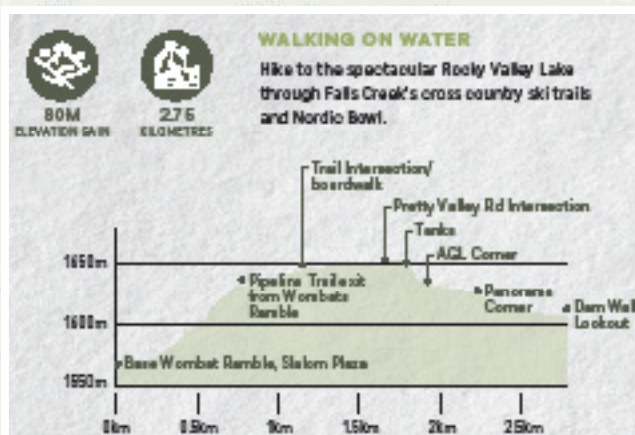 WALKING ON WATER
Hike to the spectacular Rocky Valley Lake
through Falls Creek's cross country ski trails
and Nordic Bowl.
80M
ELEVATION GAIN
2.75
KILOMETRES
Trail Intersection/
boardwalk
Pretty Valley Rd Intersection
Tanks
AGL Corner
1650m
Pipeline Trail exit
from Wombats
Ramble
Panorama
Corner
Dam Wall
Lookout
1600m
Base Wombat Ramble, Slalom Plaza
1550m
0km
0.5km
1km
1.5km
2km
2.5km